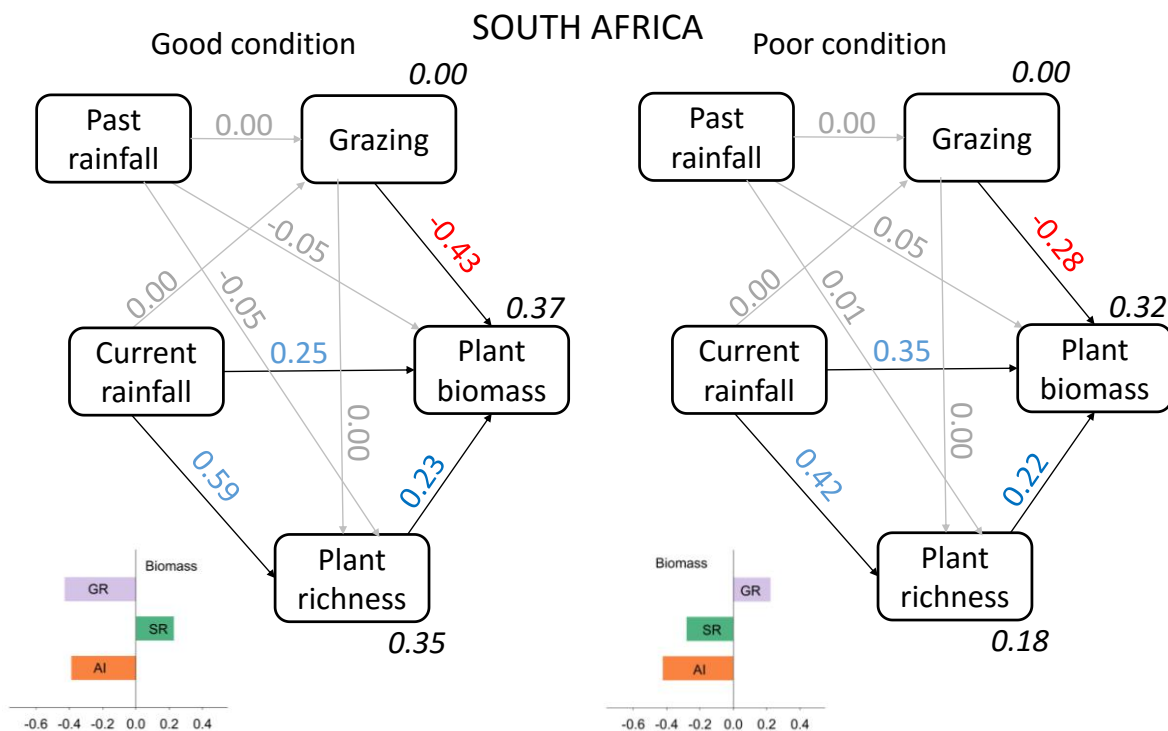 SOUTH AFRICA
Good condition
0.00
Past
rainfall
0.00
Grazing
-0.05
-0.43
0.00
-0.05
0.37
Current
rainfall
0.25
Plant
biomass
0.00
0.59
0.23
Plant
richness
0.35
Biomass
GR
SR
AI
-0.6 -0.4 -0.2 0.0 0.2 0.4
Poor condition
0.00
Past
rainfall
0.00
Grazing
0.05
-0.28
0.00
0.01
0.32
Current
rainfall
0.35
Plant
biomass
0.00
0.42
0.22
Plant
richness
0.18
Biomass
GR
SR
AI
-0.6 -0.4 -0.2 0.0 0.2 0.4